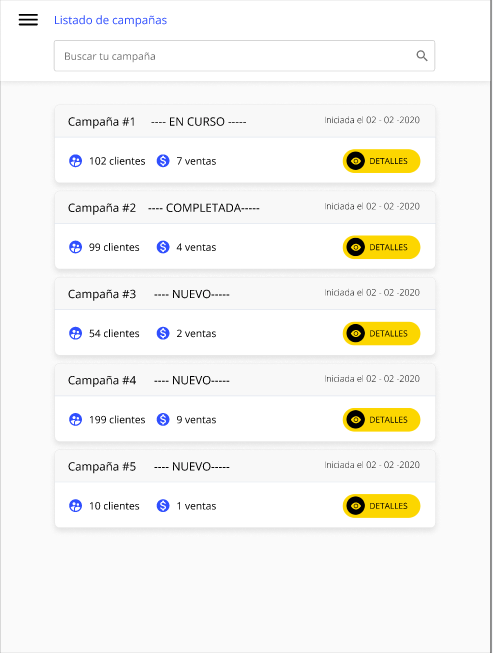 Listado de campañas
Buscar tu campaña
Campaña #1 ---- EN CURSO ----- Iniciada el 02 - 02 -2020
102 clientes 7 ventas DETALLES
Campaña #2 ---- COMPLETADA----- Iniciada el 02 - 02 -2020
99 clientes 4 ventas DETALLES
Campaña #3 ---- NUEVO----- Iniciada el 02 - 02 -2020
54 clientes 2 ventas DETALLES
Campaña #4 ---- NUEVO----- Iniciada el 02 - 02 -2020
199 clientes 9 ventas DETALLES
Campaña #5 ---- NUEVO----- Iniciada el 02 - 02 -2020
10 clientes 1 ventas DETALLES